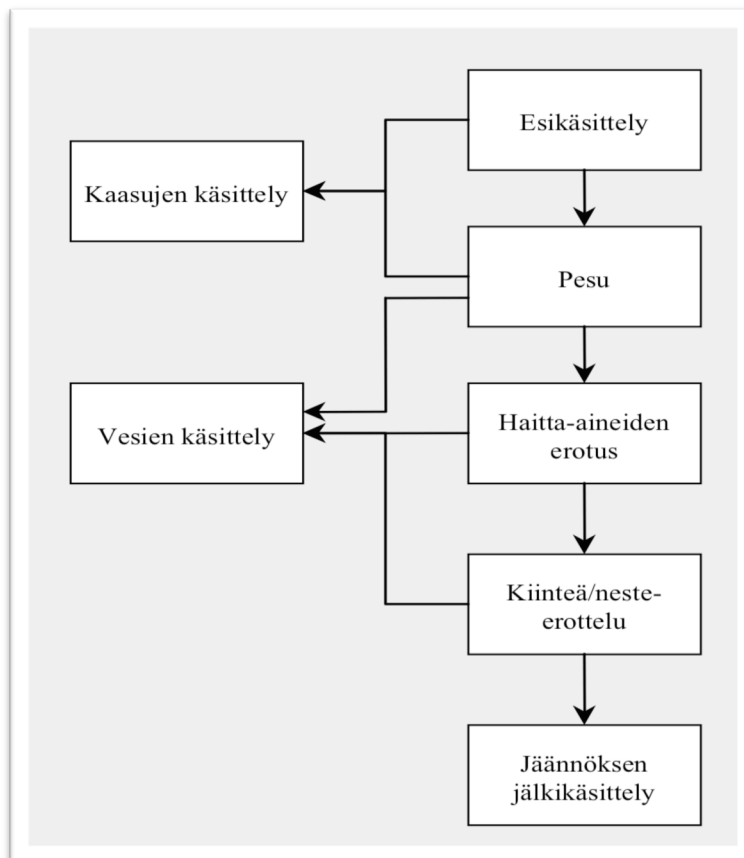 Esikäsittely
Kaasujen käsittely
Pesu
Vesien käsittely
Haitta-aineiden
erotus
Kiinteä/neste-
erottelu
Jäännöksen
jälkikäsittely